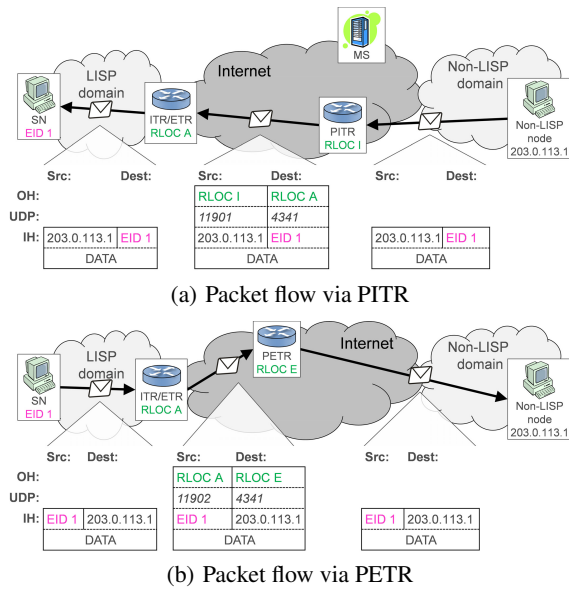 MS
LISP
domain
Internet
Non-LISP
domain
SN
EID 1
ITR/ETR
RLOC A
PITR
RLOC I
Non-LISP
node
203.0.113.1
Src: Dest: Src: Dest: Src: Dest:
OH: RLOC I RLOC A
UDP: 11901 4341
IH: 203.0.113.1 EID 1 203.0.113.1 EID 1 203.0.113.1 EID 1
DATA DATA DATA
(a) Packet flow via PITR
LISP
domain
PETR
RLOC E
Internet
Non-LISP
domain
SN
EID 1
ITR/ETR
RLOC A
Non-LISP
node
203.0.113.1
Src: Dest: Src: Dest: Src: Dest:
OH: RLOC A RLOC E
UDP: 11902 4341
IH: EID 1 203.0.113.1 EID 1 203.0.113.1 EID 1 203.0.113.1
DATA DATA DATA
(b) Packet flow via PETR